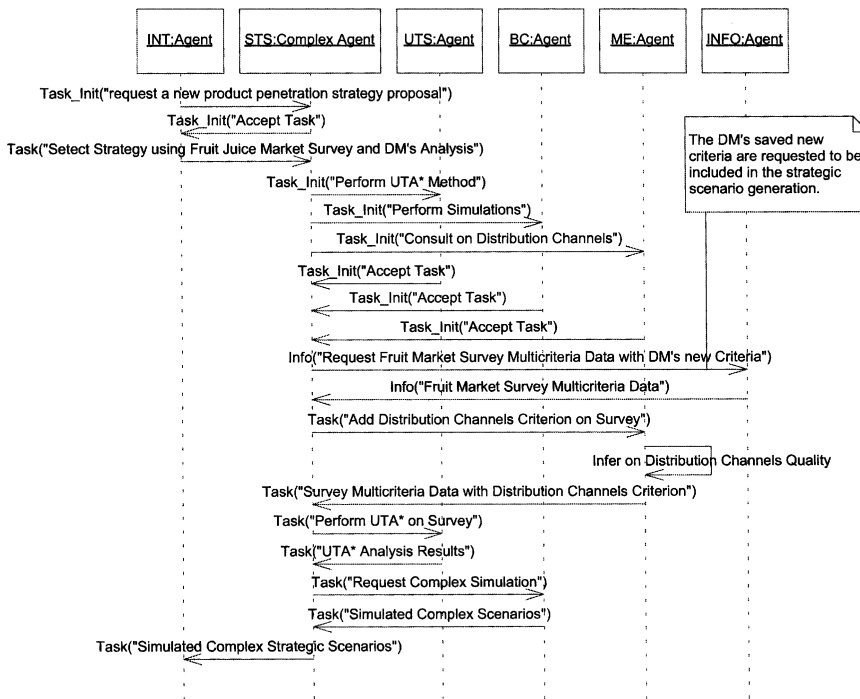 INT:Agent
STS:Complex Agent
UTS:Agent
BC:Agent
ME:Agent
INFO:Agent
Task_Init("request a new product penetration strategy proposal")
Task_Init("Accept Task")
Task("Setect Strategy using Fruit Juice Market Survey and DM's Analysis")
The DM's saved new
criteria are requested to be
included in the strategic
scenario generation.
Task_Init("Perform UTA* Method")
Task_Init("Perform Simulations")
Task_Init("Consult on Distribution Channels")
Task_Init("Accept Task")
Task_Init("Accept Task")
Task_Init("Accept Task")
Info("Request Fruit Market Survey Multicriteria Data with DM's new Criteria")
Info("Fruit Market Survey Multicriteria Data")
Task("Add Distribution Channels Criterion on Survey")
Infer on Distribution Channels Quality
Task("Survey Multicriteria Data with Distribution Channels Criterion")
Task("Perform UTA* on Survey")
Task("UTA* Analysis Results")
Task("Request Complex Simulation")
Task("Simulated Complex Scenarios")
Task("Simulated Complex Strategic Scenarios")